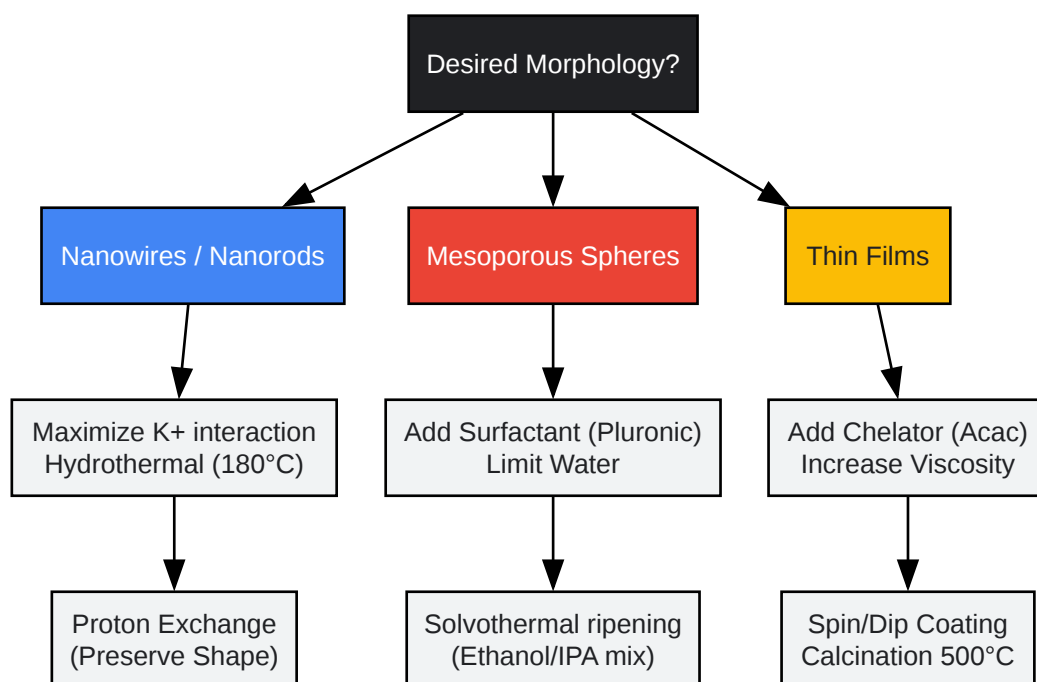 Desired Morphology?
Nanowires / Nanorods
Mesoporous Spheres
Thin Films
Maximize K+ interaction
Hydrothermal (180°C)
Add Surfactant (Pluronic)
Limit Water
Add Chelator (Acac)
Increase Viscosity
Proton Exchange
(Preserve Shape)
Solvothermal ripening
(Ethanol/IPA mix)
Spin/Dip Coating
Calcination 500°C